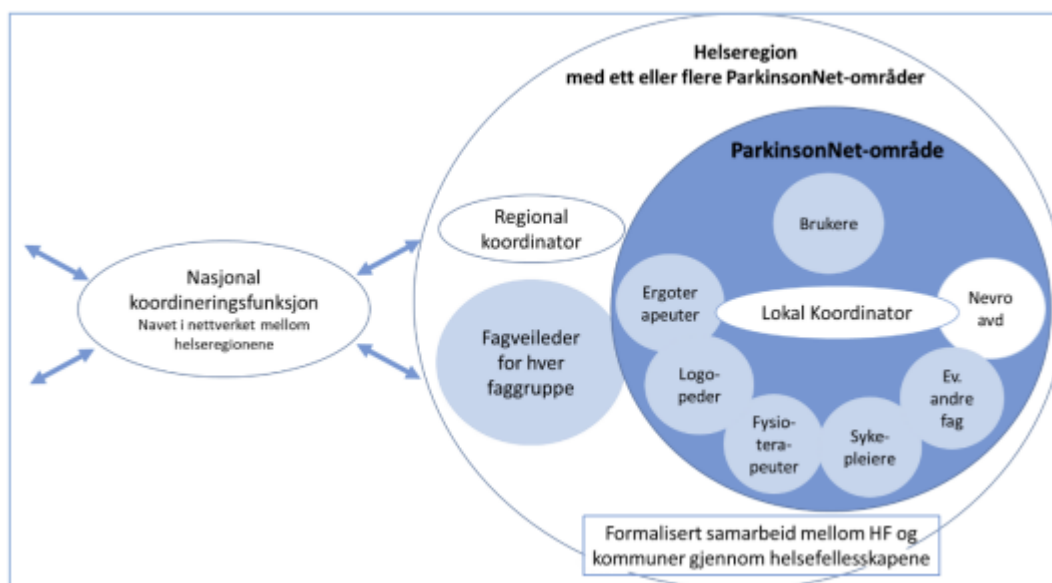 Helseregion
med ett eller flere ParkinsonNet-områder
ParkinsonNet-område
Brukere
Regional
koordinator
Nasjonal
koordineringsfunksjon
Navet i nettverket mellom
helseregionene
Fagveileder
for hver
faggruppe
Ergoter
apeuter
Lokal Koordinator
Nevro
avd
Logo-
peder
Fysio-
tera-
peuter
Syke-
pleiere
Ev.
andre
fag
Formalisert samarbeid mellom HF og
kommuner gjennom helsefellesskapene